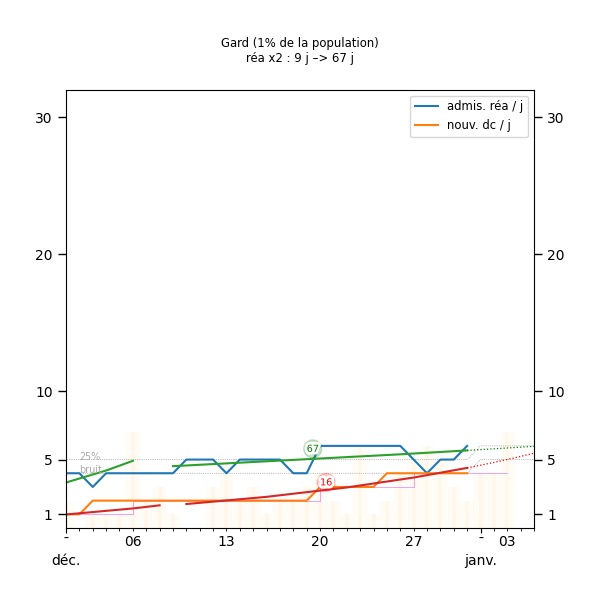 Gard (1% de la population)
réa x2 : 9 j –> 67 j
admis. réa / j
nouv. dc / j
30 30
20 20
10 10
5 5
1 1
25%
bruit
67
16
- 06 13 20 27 - 03
déc. janv.